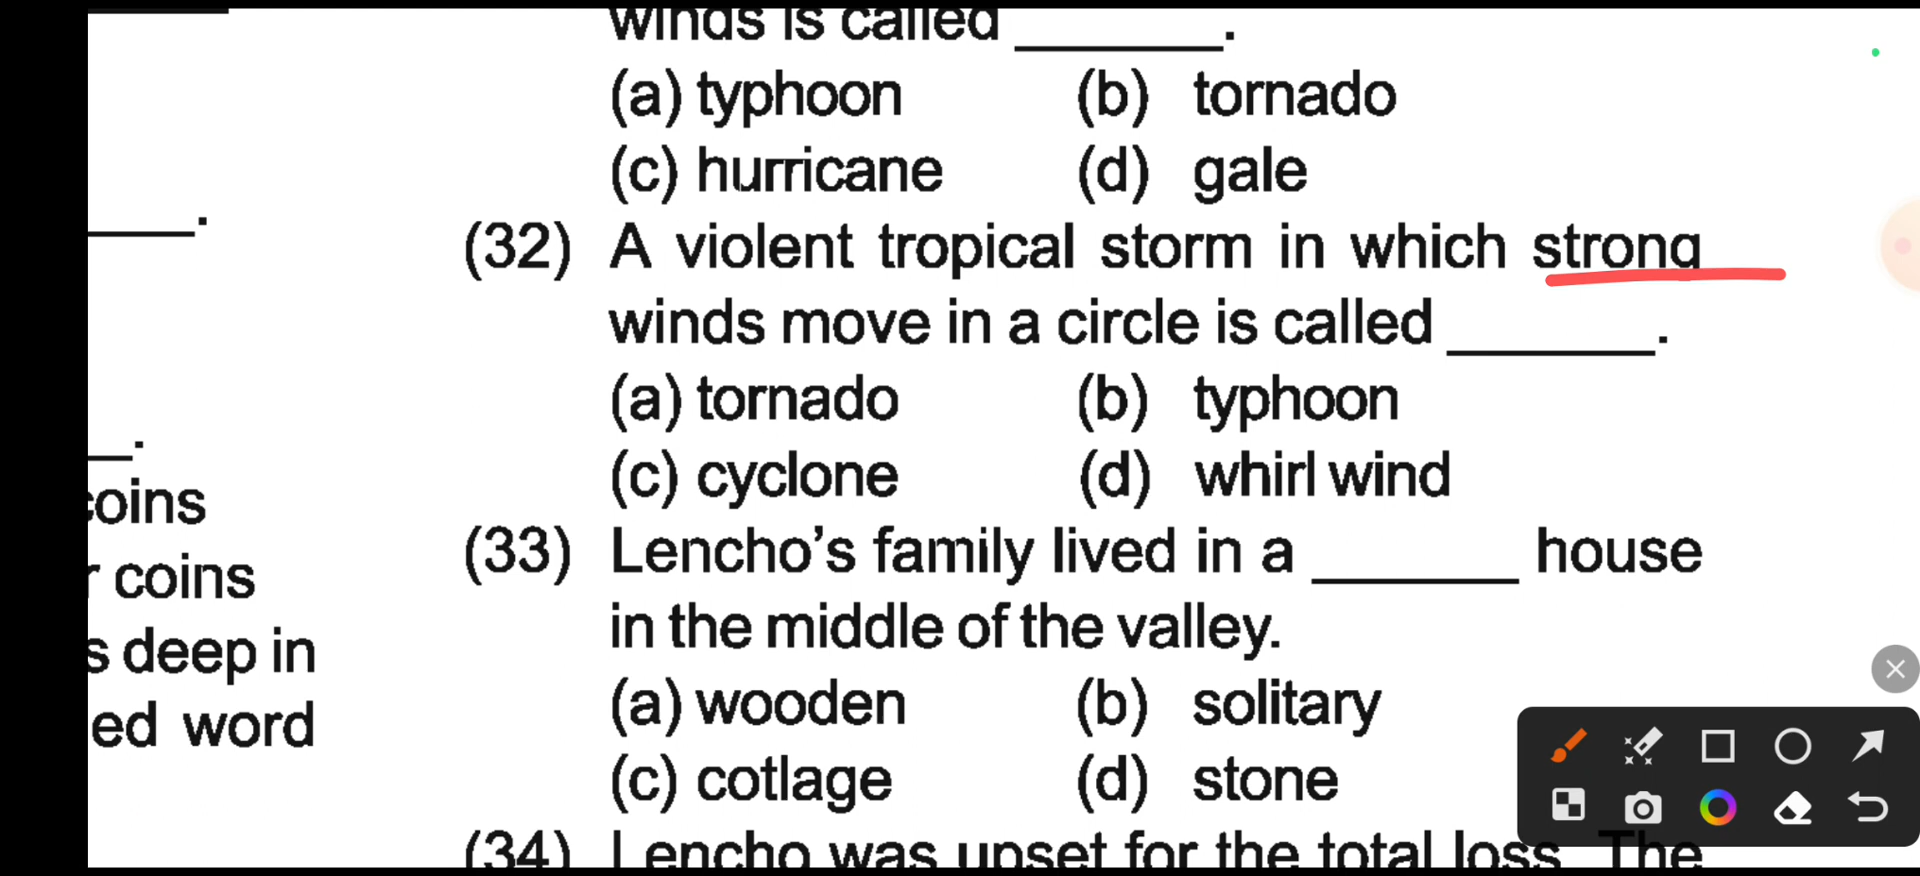 winds is called ________.
(a) typhoon (b) tornado
(c) hurricane (d) gale
(32) A violent tropical storm in which strong
winds move in a circle is called ________.
(a) tornado (b) typhoon
(c) cyclone (d) whirl wind
(33) Lencho's family lived in a ________ house
in the middle of the valley.
(a) wooden (b) solitary
(c) cotlage (d) stone
(34) Lencho was upset for the total loss. The
coins
r coins
s deep in
ed word